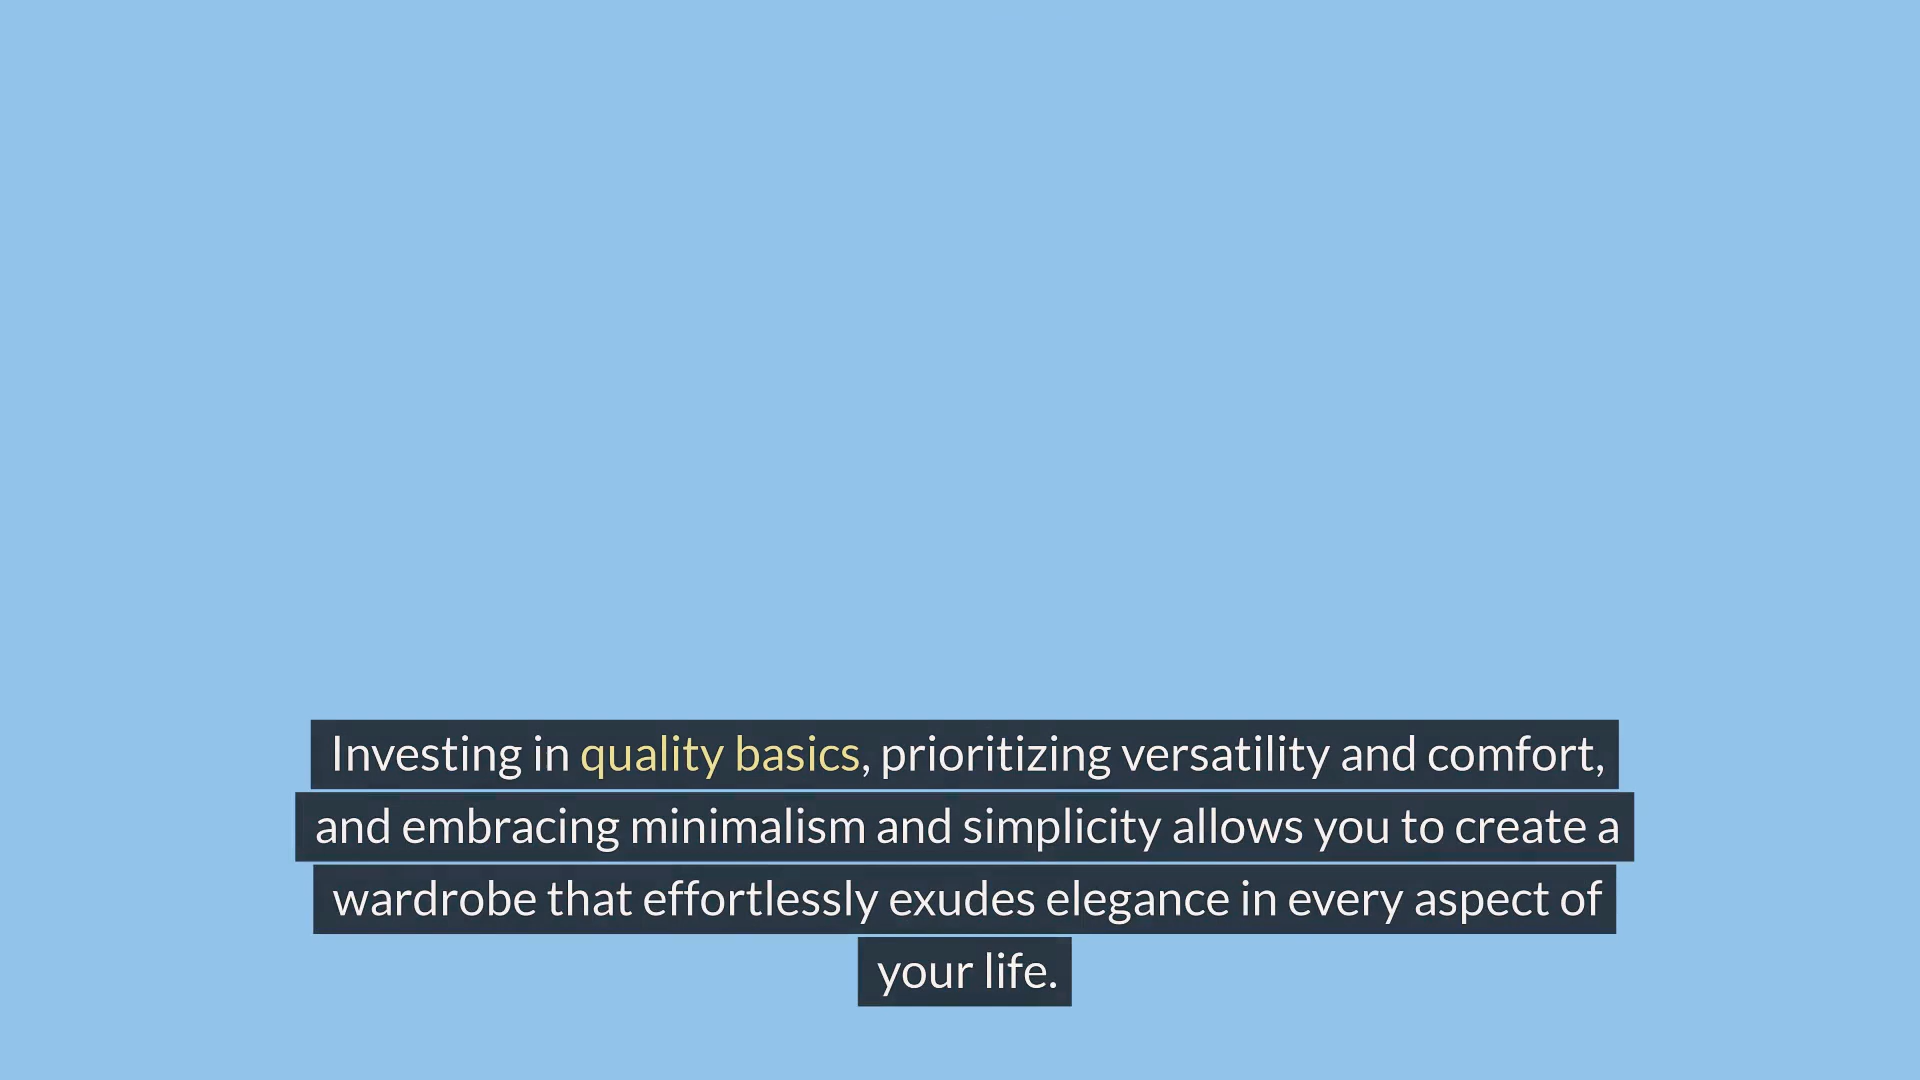 Investing in quality basics, prioritizing versatility and comfort,
and embracing minimalism and simplicity allows you to create a
wardrobe that effortlessly exudes elegance in every aspect of
your life.